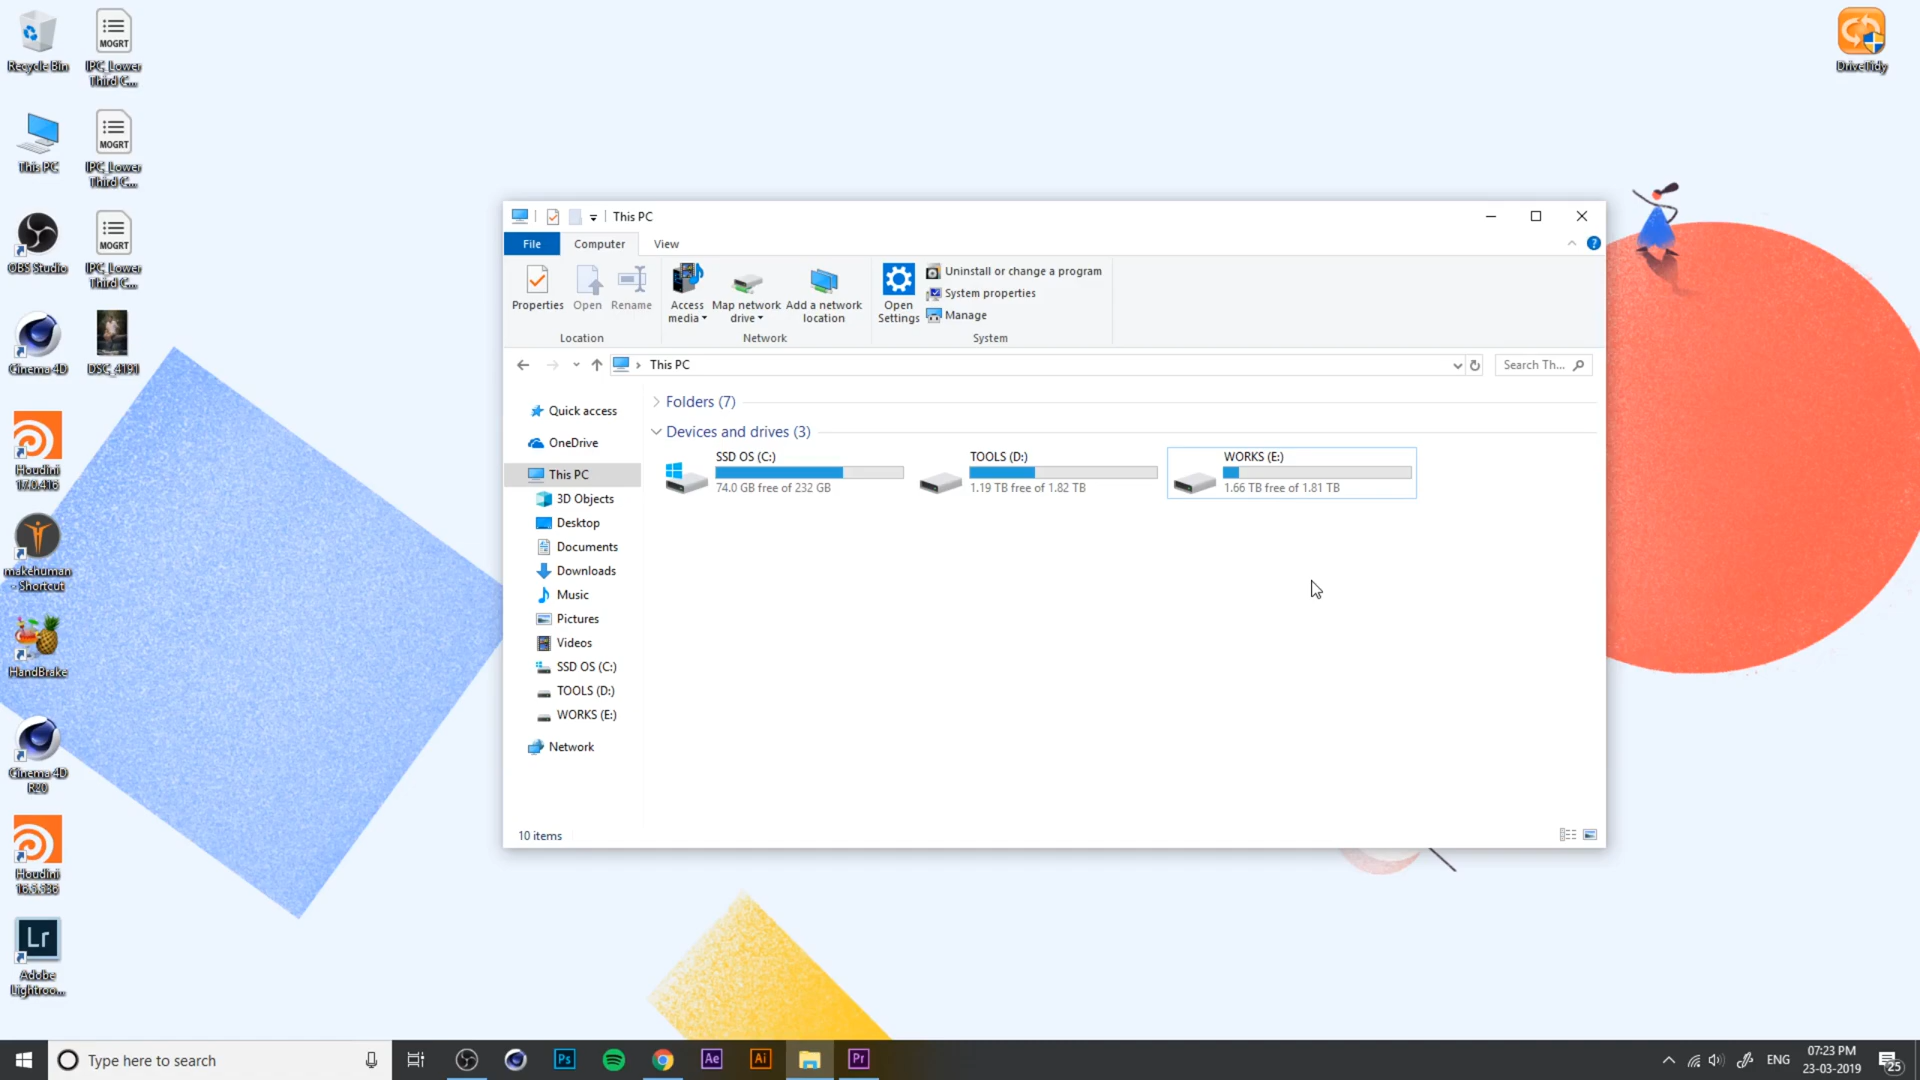 Recycle Bin
MOGRT
IPC_Lower
Third C...
This PC
MOGRT
IPC_Lower
Third C...
OBS Studio
MOGRT
IPC_Lower
Third C...
Cinema 4D
DSC_4191
Houdini
17.0.416
makehuman
- Shortcut
HandBrake
Cinema 4D
R20
Houdini
16.5.536
Lr
Adobe
Lightroo...
DriveTidy
This PC
File
Computer
View
Properties
Open
Rename
Location
Access
media
Map network
drive
Add a network
location
Network
Open
Settings
Uninstall or change a program
System properties
Manage
System
This PC
Search Th...
Quick access
OneDrive
This PC
3D Objects
Desktop
Documents
Downloads
Music
Pictures
Videos
SSD OS (C:)
TOOLS (D:)
WORKS (E:)
Network
Folders (7)
Devices and drives (3)
SSD OS (C:)
74.0 GB free of 232 GB
TOOLS (D:)
1.19 TB free of 1.82 TB
WORKS (E:)
1.66 TB free of 1.81 TB
10 items
Type here to search
Ps
Ae
Ai
Pr
ENG
07:23 PM
23-03-2019
25